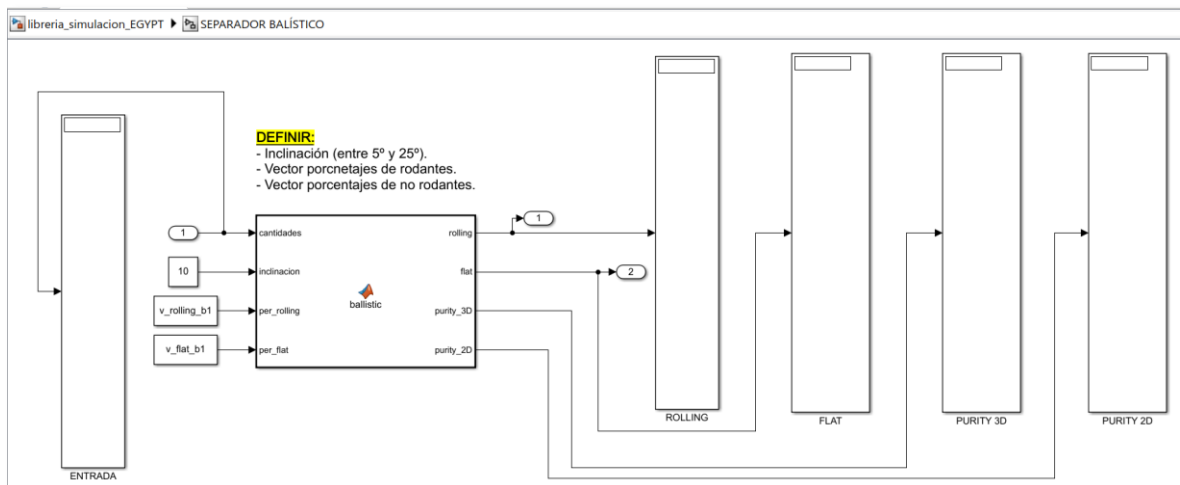 libreria_simulacion_EGYPT ▶ SEPARADOR BALÍSTICO
DEFINIR:
- Inclinación (entre 5º y 25º).
- Vector porcnetajes de rodantes.
- Vector porcentajes de no rodantes.
1
10
v_rolling_b1
v_flat_b1
cantidades
inclinacion
per_rolling
per_flat
ballistic
rolling
flat
purity_3D
purity_2D
1
2
ENTRADA
ROLLING
FLAT
PURITY 3D
PURITY 2D